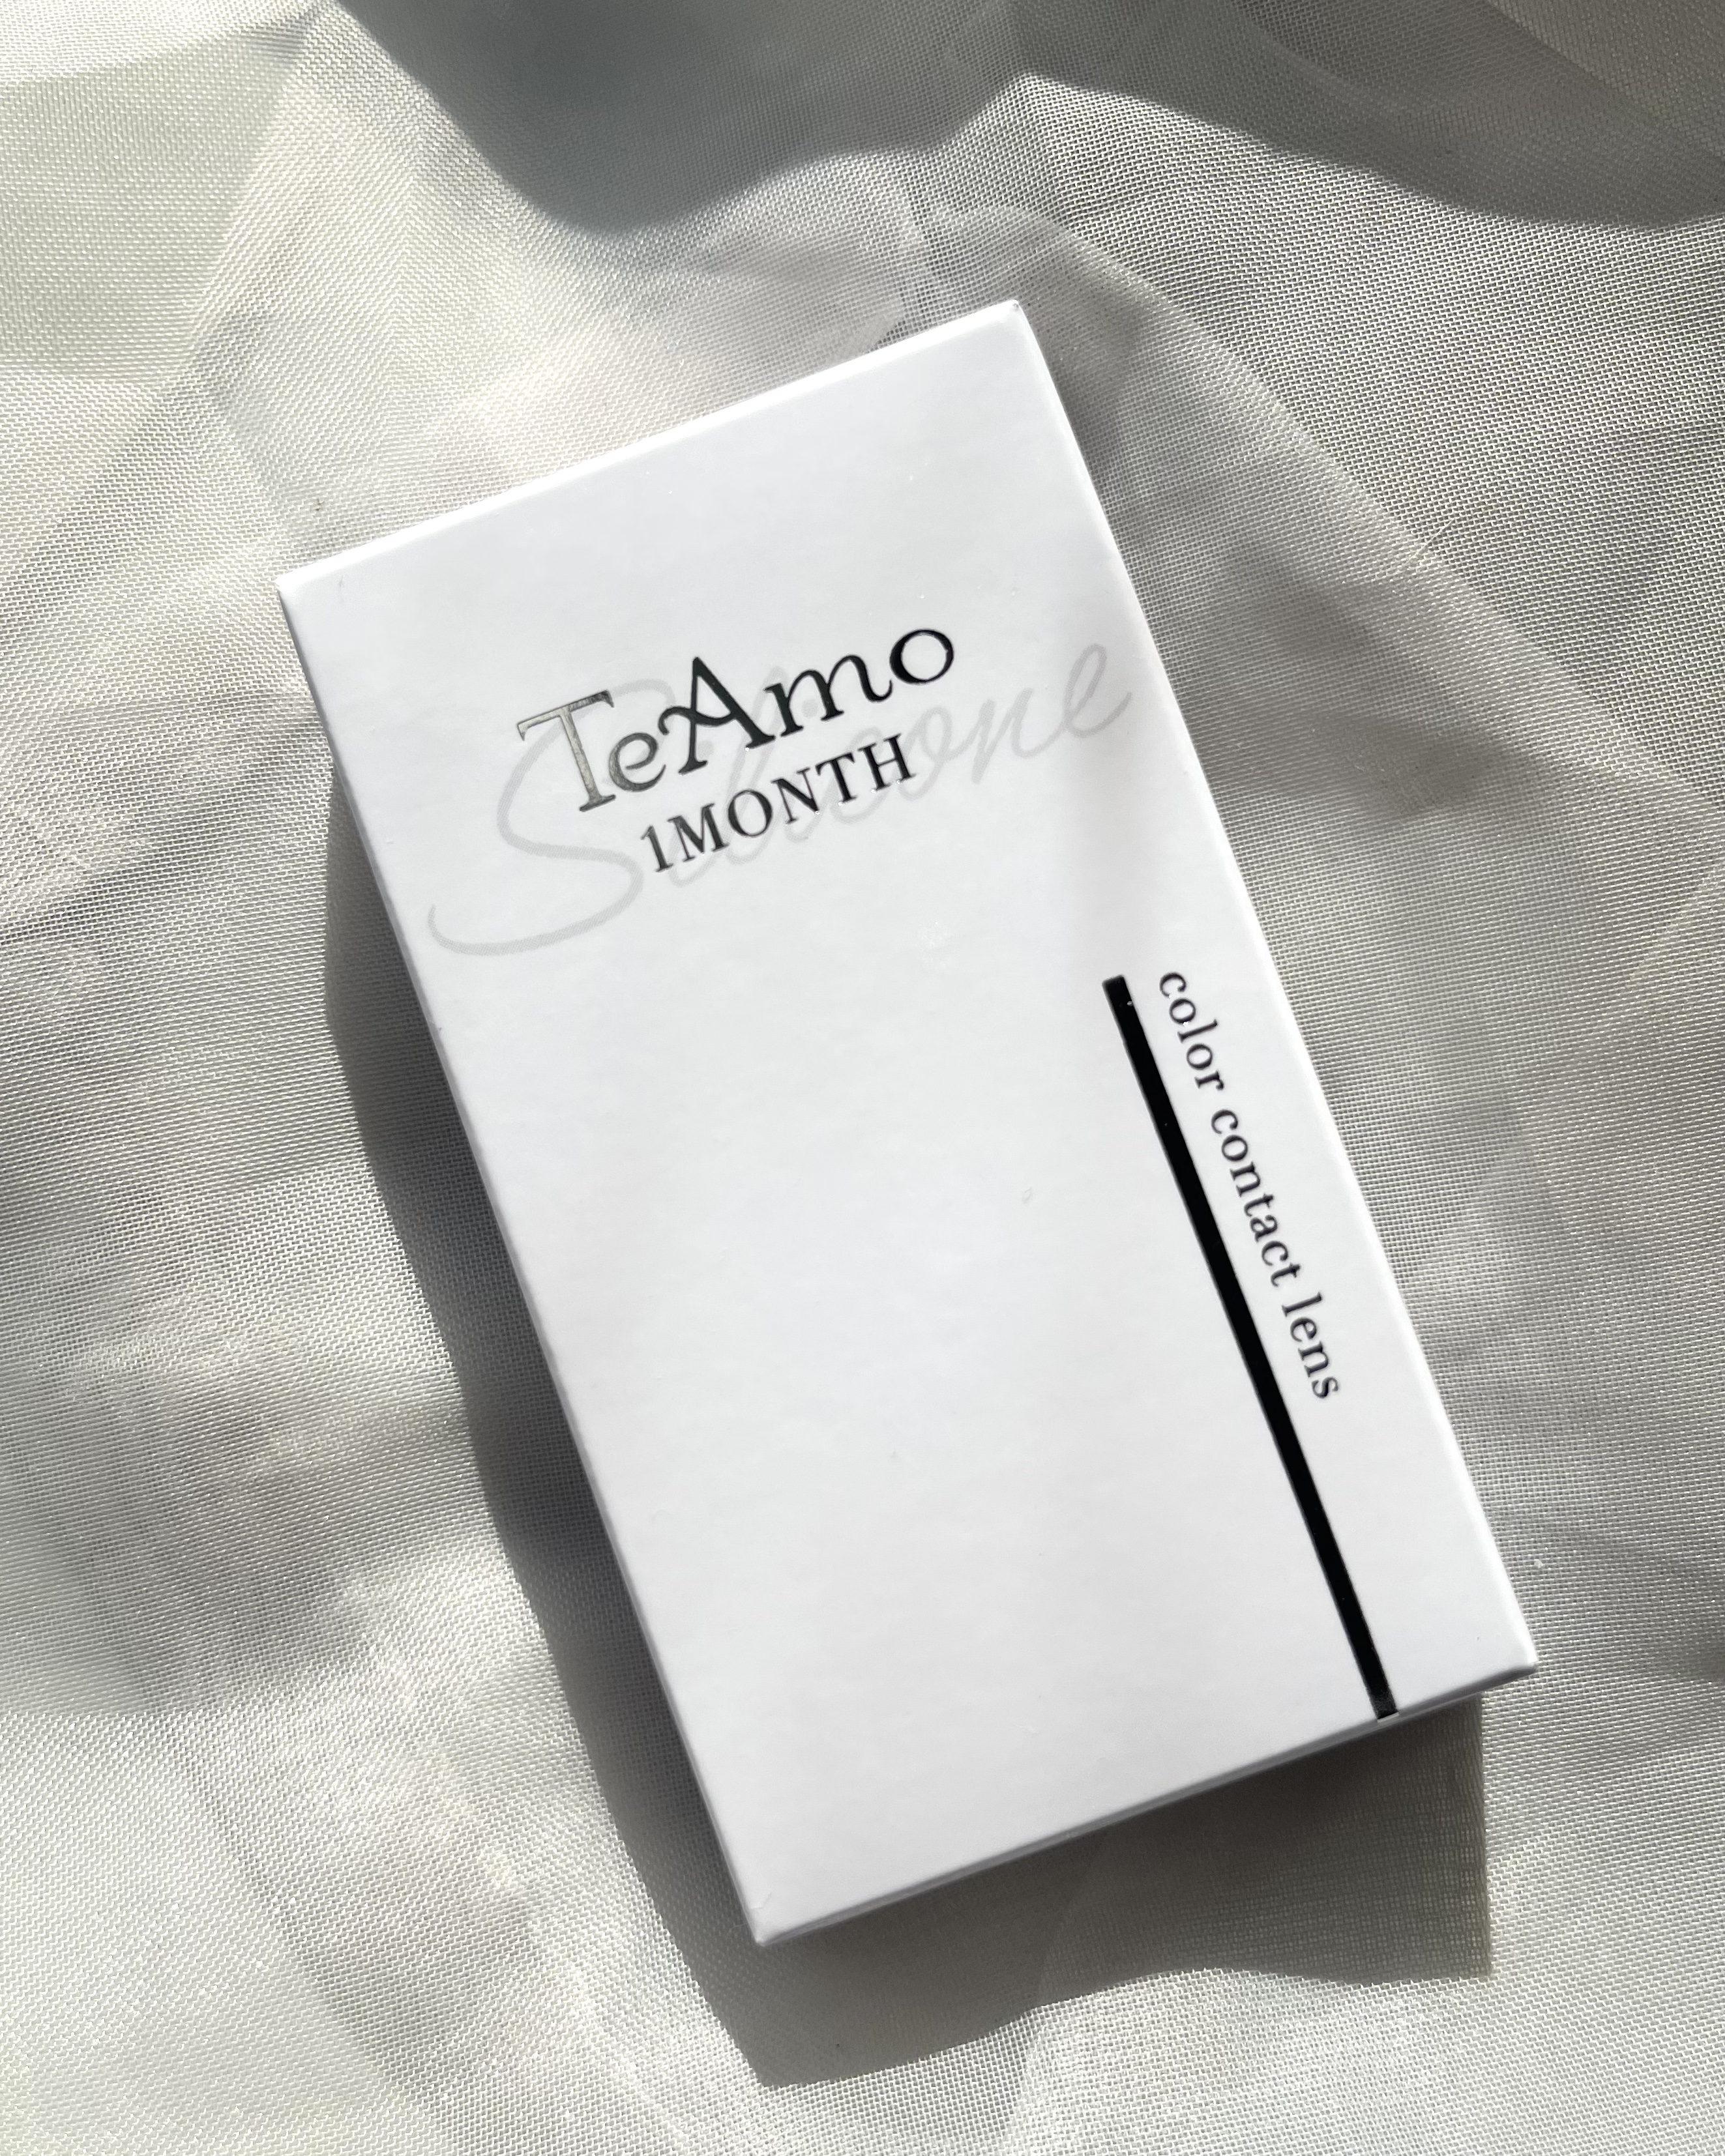 TeAmo
Silicone
1MONTH
color contact lens